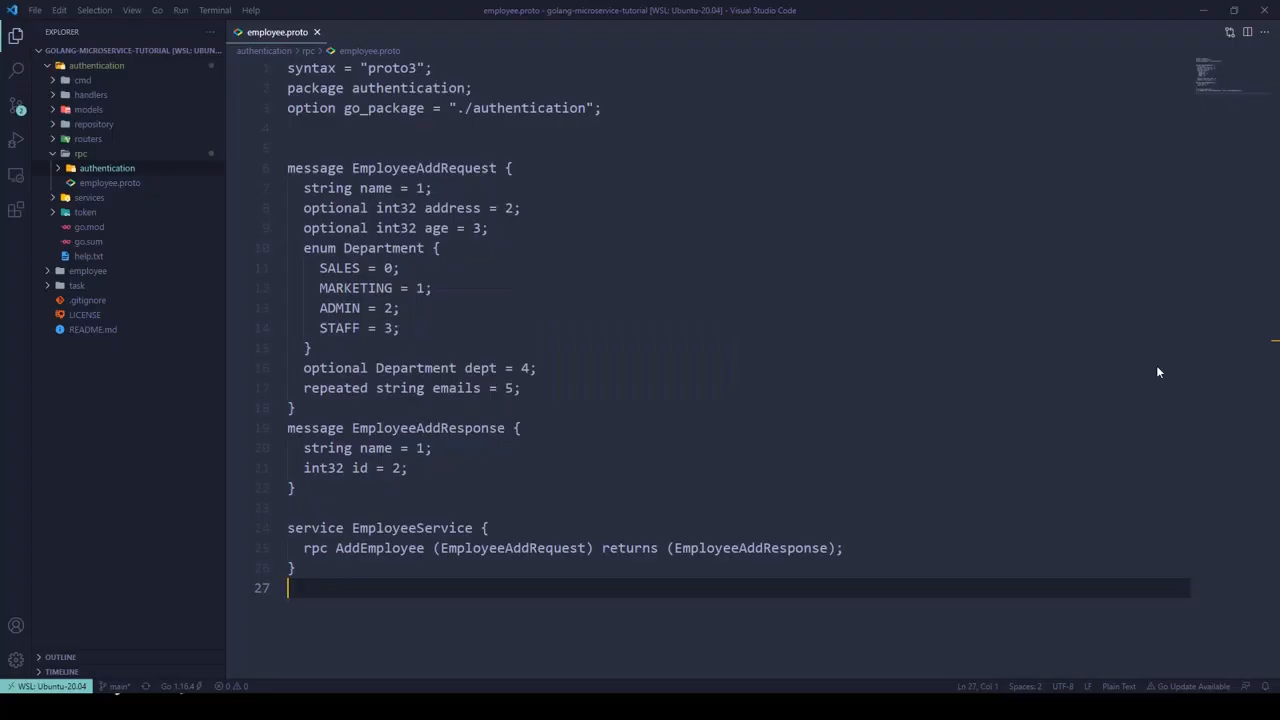 File Edit Selection View Go Run Terminal Help
employee.proto - golang-microservice-tutorial [WSL: Ubuntu-20.04] - Visual Studio Code
EXPLORER
GOLANG-MICROSERVICE-TUTORIAL [WSL: UBUN...
authentication
cmd
handlers
models
repository
routers
rpc
authentication
employee.proto
services
token
go.mod
go.sum
help.txt
employee
task
.gitignore
LICENSE
README.md
OUTLINE
TIMELINE
2
employee.proto
authentication > rpc > employee.proto
1 syntax = "proto3";
2 package authentication;
3 option go_package = "./authentication";
4
5
6 message EmployeeAddRequest {
7 string name = 1;
8 optional int32 address = 2;
9 optional int32 age = 3;
10 enum Department {
11 SALES = 0;
12 MARKETING = 1;
13 ADMIN = 2;
14 STAFF = 3;
15 }
16 optional Department dept = 4;
17 repeated string emails = 5;
18 }
19 message EmployeeAddResponse {
20 string name = 1;
21 int32 id = 2;
22 }
23
24 service EmployeeService {
25 rpc AddEmployee (EmployeeAddRequest) returns (EmployeeAddResponse);
26 }
27
WSL: Ubuntu-20.04 main* Go 1.16.4 0 0 Ln 27, Col 1 Spaces: 2 UTF-8 LF Plain Text Go Update Available